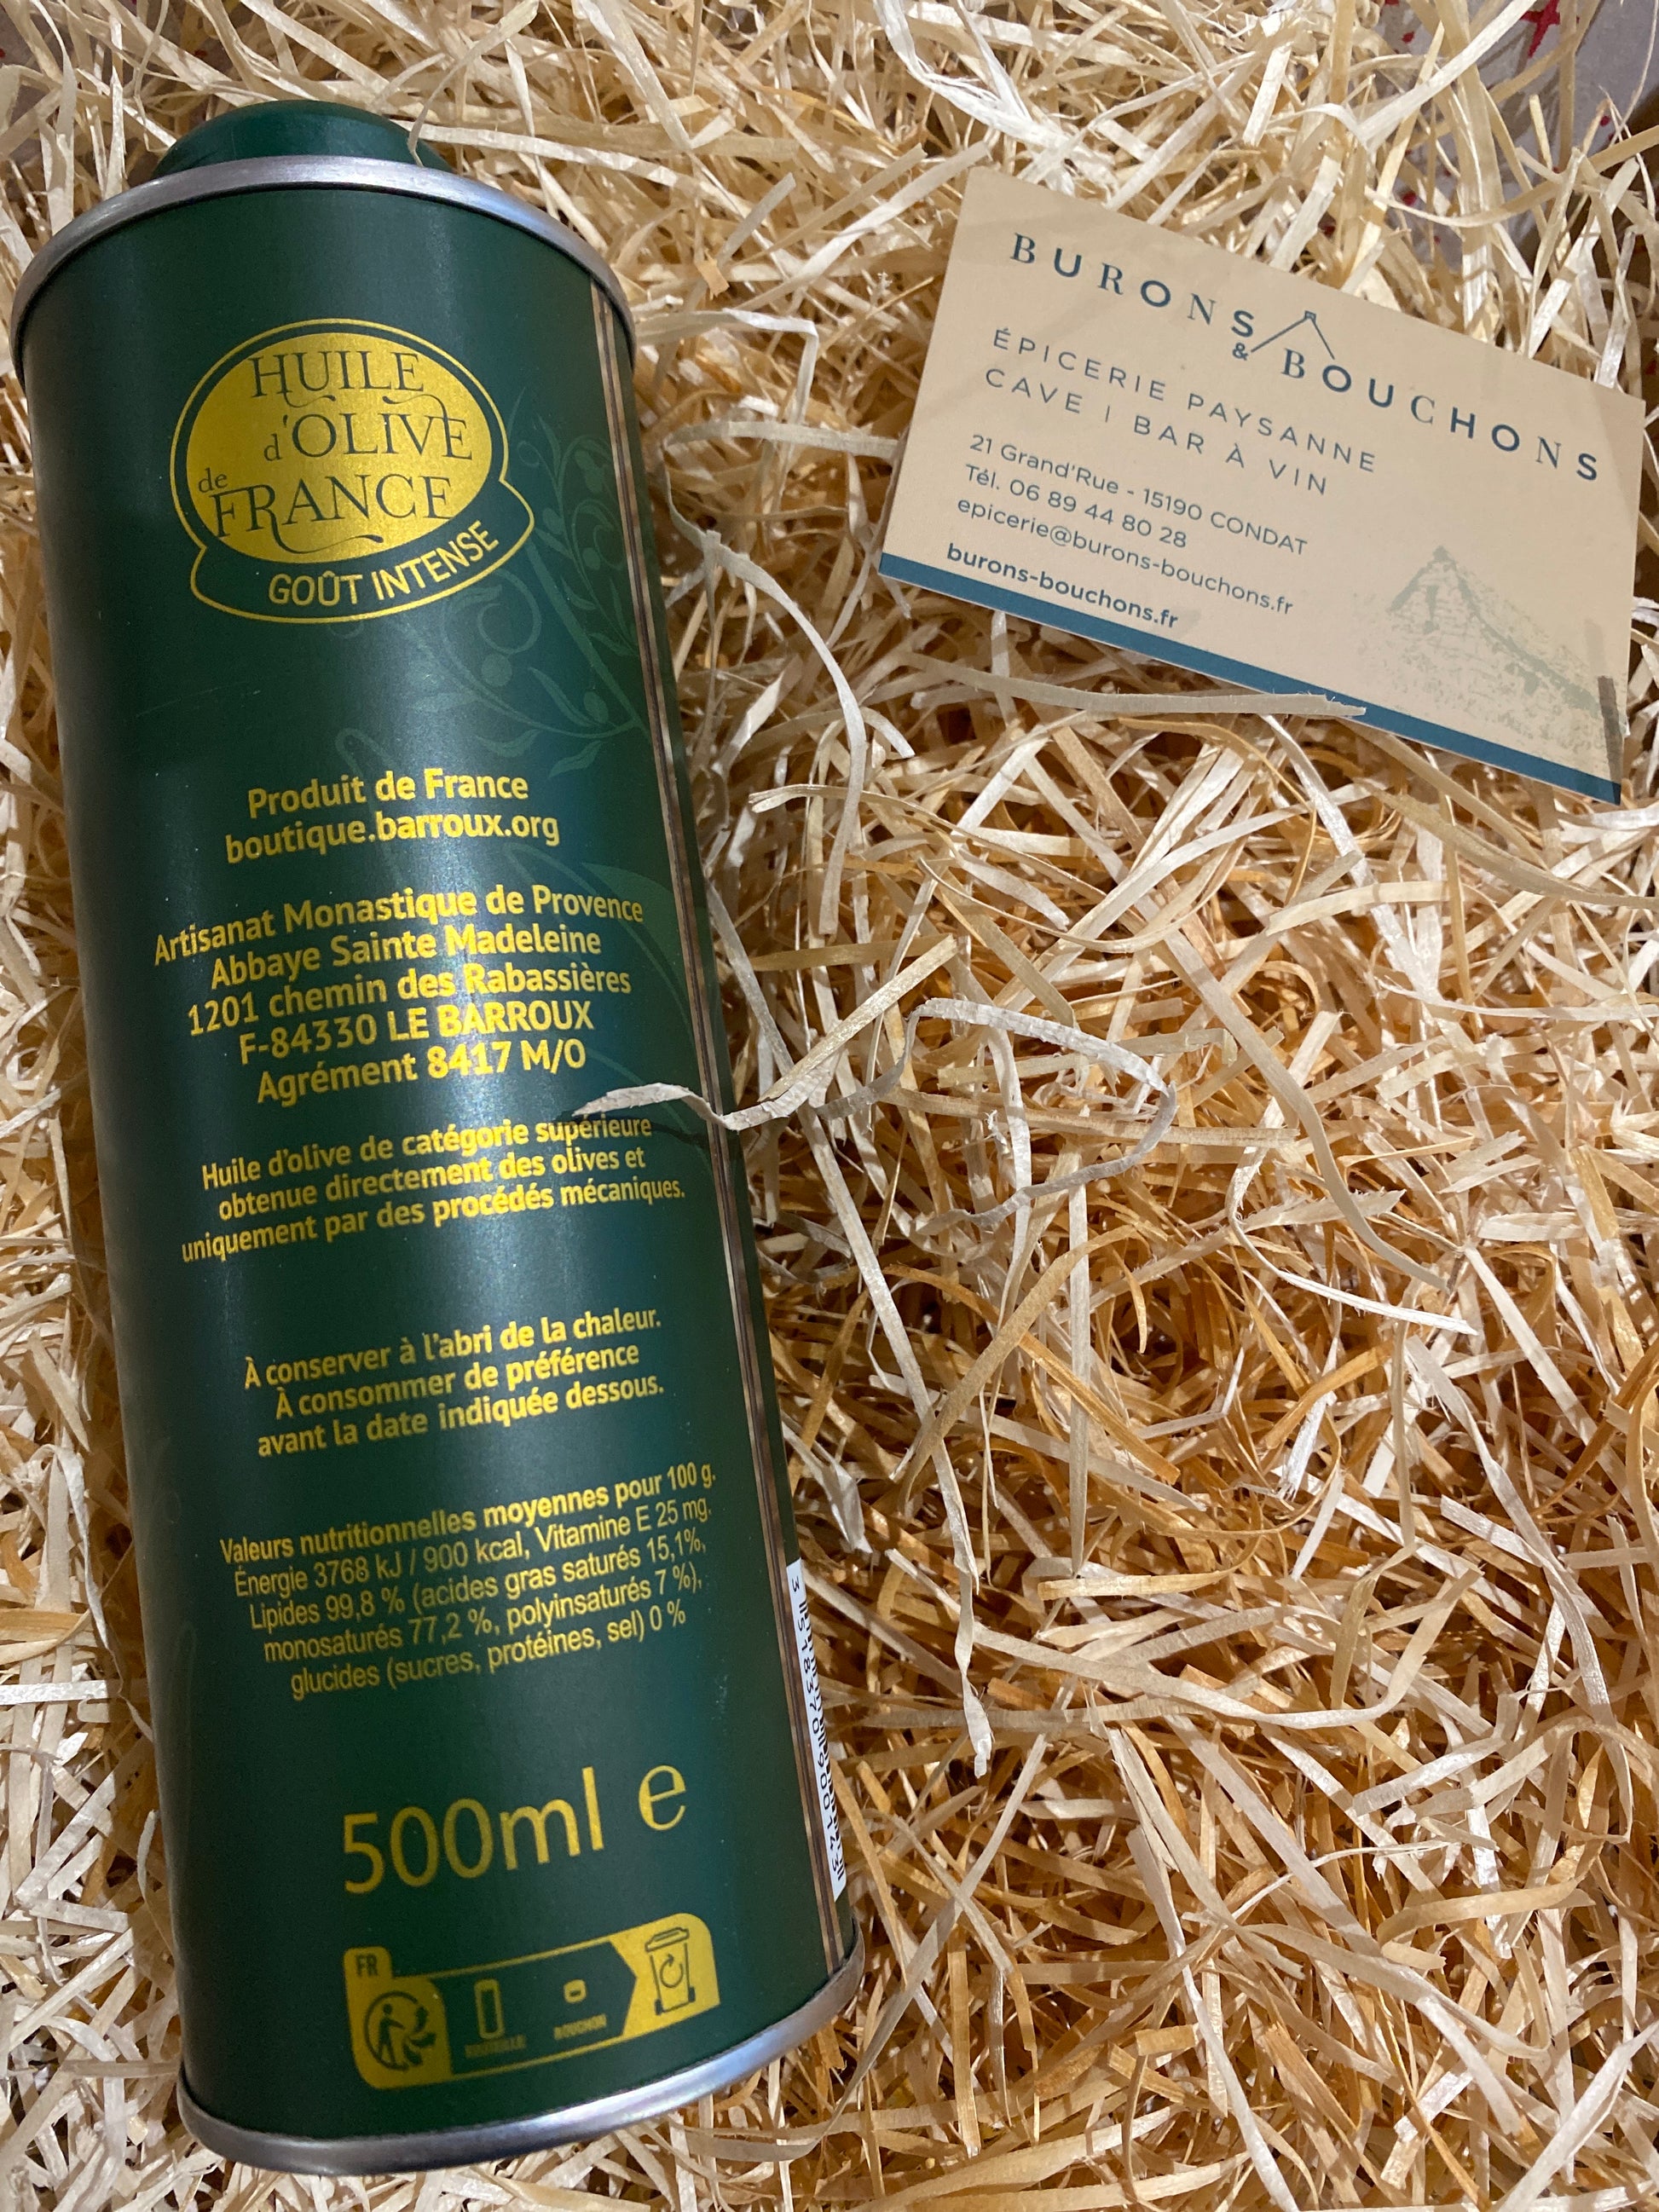 HUILE
d'OLIVE
de
FRANCE
GOÛT INTENSE
Produit de France
boutique.barroux.org
Artisanat Monastique de Provence
Abbaye Sainte Madeleine
1201 chemin des Rabassières
F-84330 LE BARROUX
Agrément 8417 M/O
Huile d'olive de catégorie supérieure
obtenue directement des olives et
uniquement par des procédés mécaniques.
À conserver à l'abri de la chaleur.
À consommer de préférence
avant la date indiquée dessous.
Valeurs nutritionnelles moyennes pour 100 g.
Énergie 3768 kJ / 900 kcal, Vitamine E 25 mg.
Lipides 99,8 % (acides gras saturés 15,1%,
monosaturés 77,2 %, polyinsaturés 7 %),
glucides (sucres, protéines, sel) 0 %
500ml e
FR
BOUTEILLE
BOUCHON
BURONS
& BOUCHONS
ÉPICERIE PAYSANNE
CAVE | BAR À VIN
21 Grand'Rue - 15190 CONDAT
Tél. 06 89 44 80 28
epicerie@burons-bouchons.fr
burons-bouchons.fr